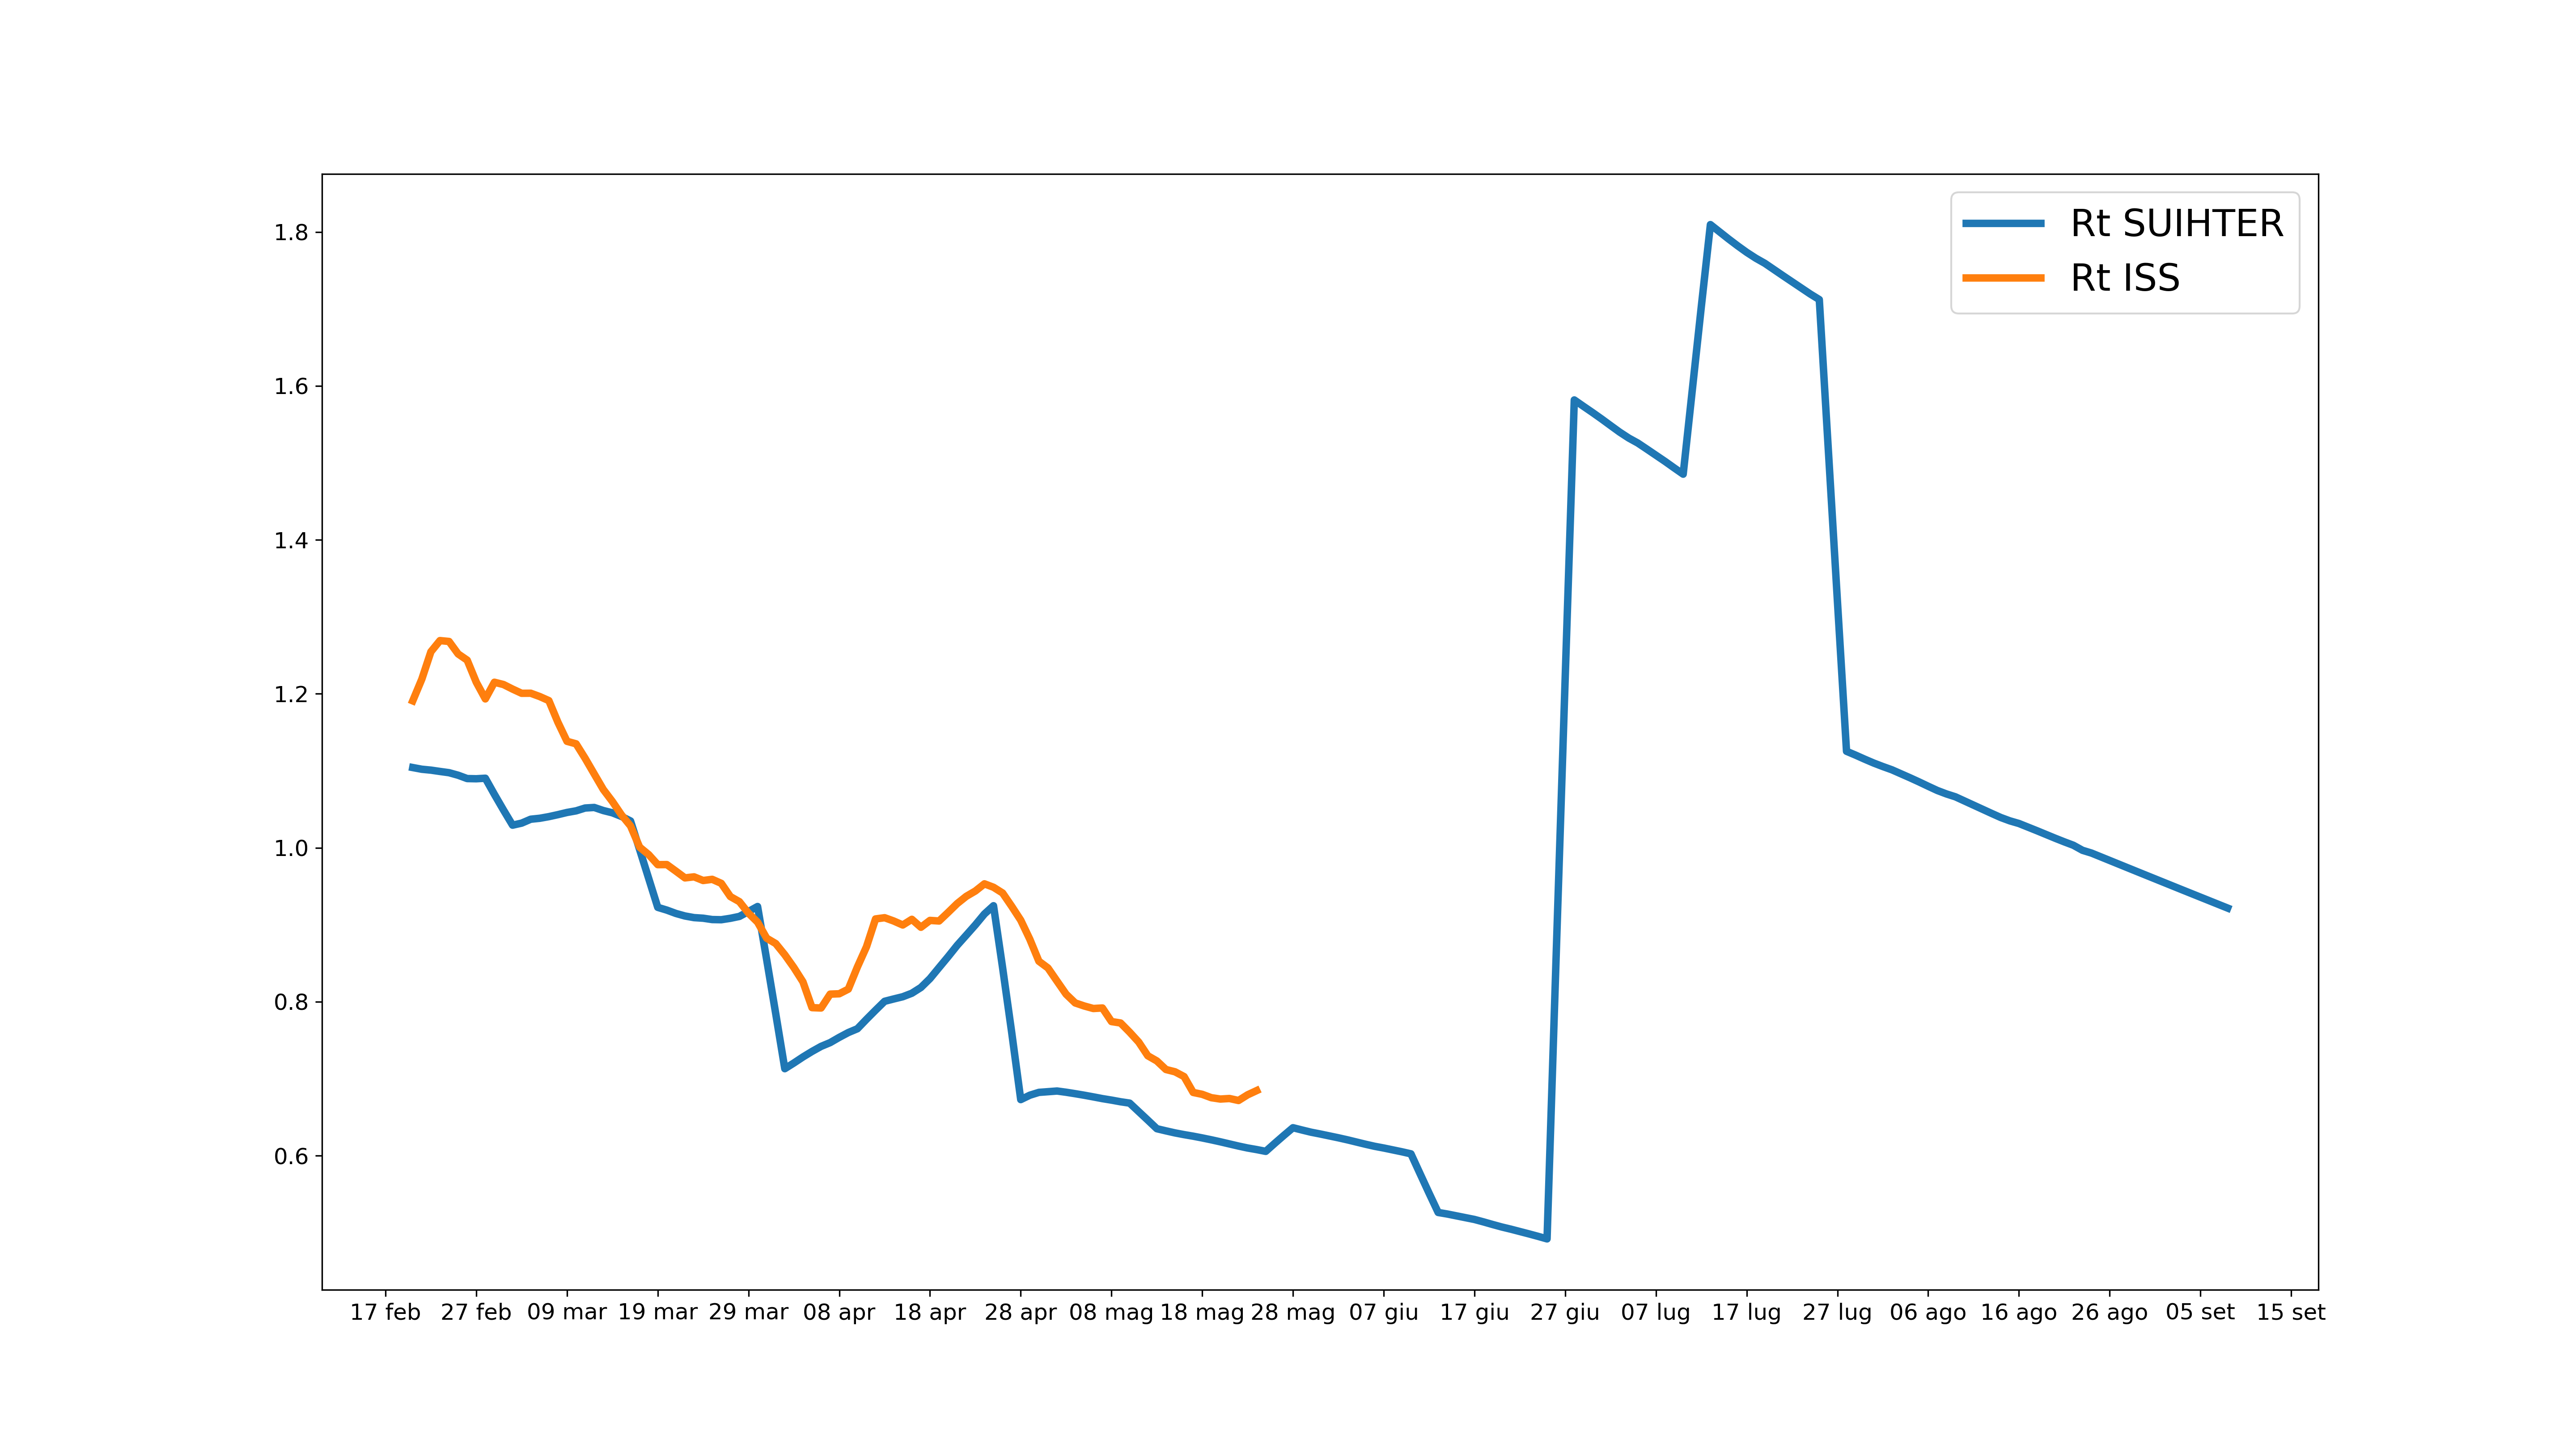 Rt SUIHTER
Rt ISS
1.8
1.6
1.4
1.2
1.0
0.8
0.6
17 feb 27 feb 09 mar 19 mar 29 mar 08 apr 18 apr 28 apr 08 mag 18 mag 28 mag 07 giu 17 giu 27 giu 07 lug 17 lug 27 lug 06 ago 16 ago 26 ago 05 set 15 set